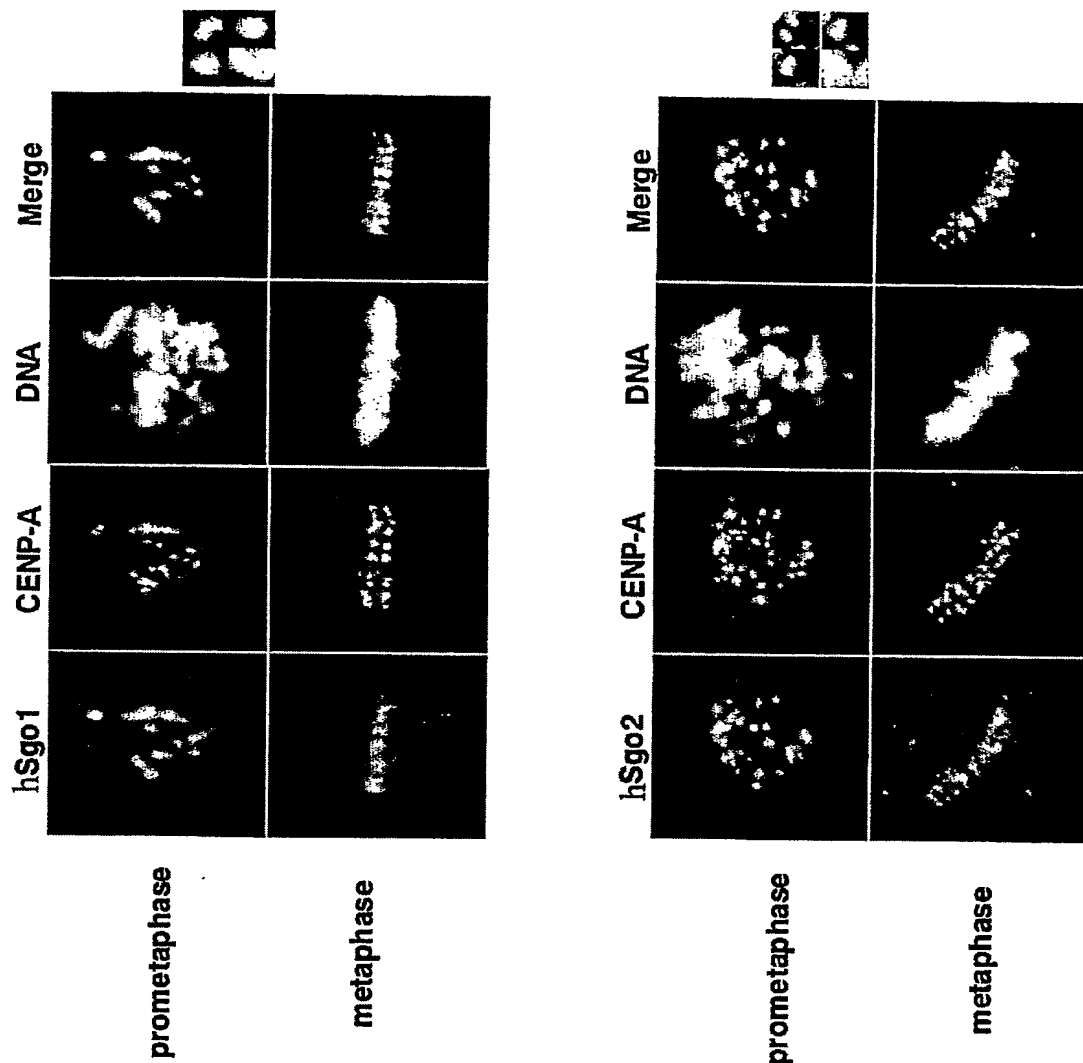 hSgo1
CENP-A
DNA
Merge
prometaphase
metaphase
hSgo2
CENP-A
DNA
Merge
prometaphase
metaphase